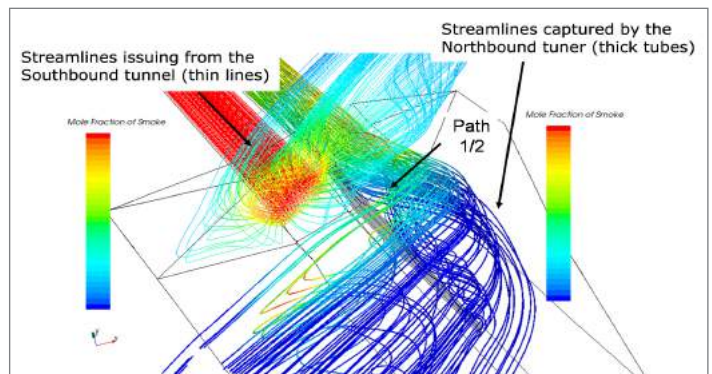 Streamlines issuing from the
Southbound tunnel (thin lines)
Streamlines captured by the
Northbound tuner (thick tubes)
Mole Fraction of Smoke
Path
1/2
Mole Fraction of Smoke
y
x